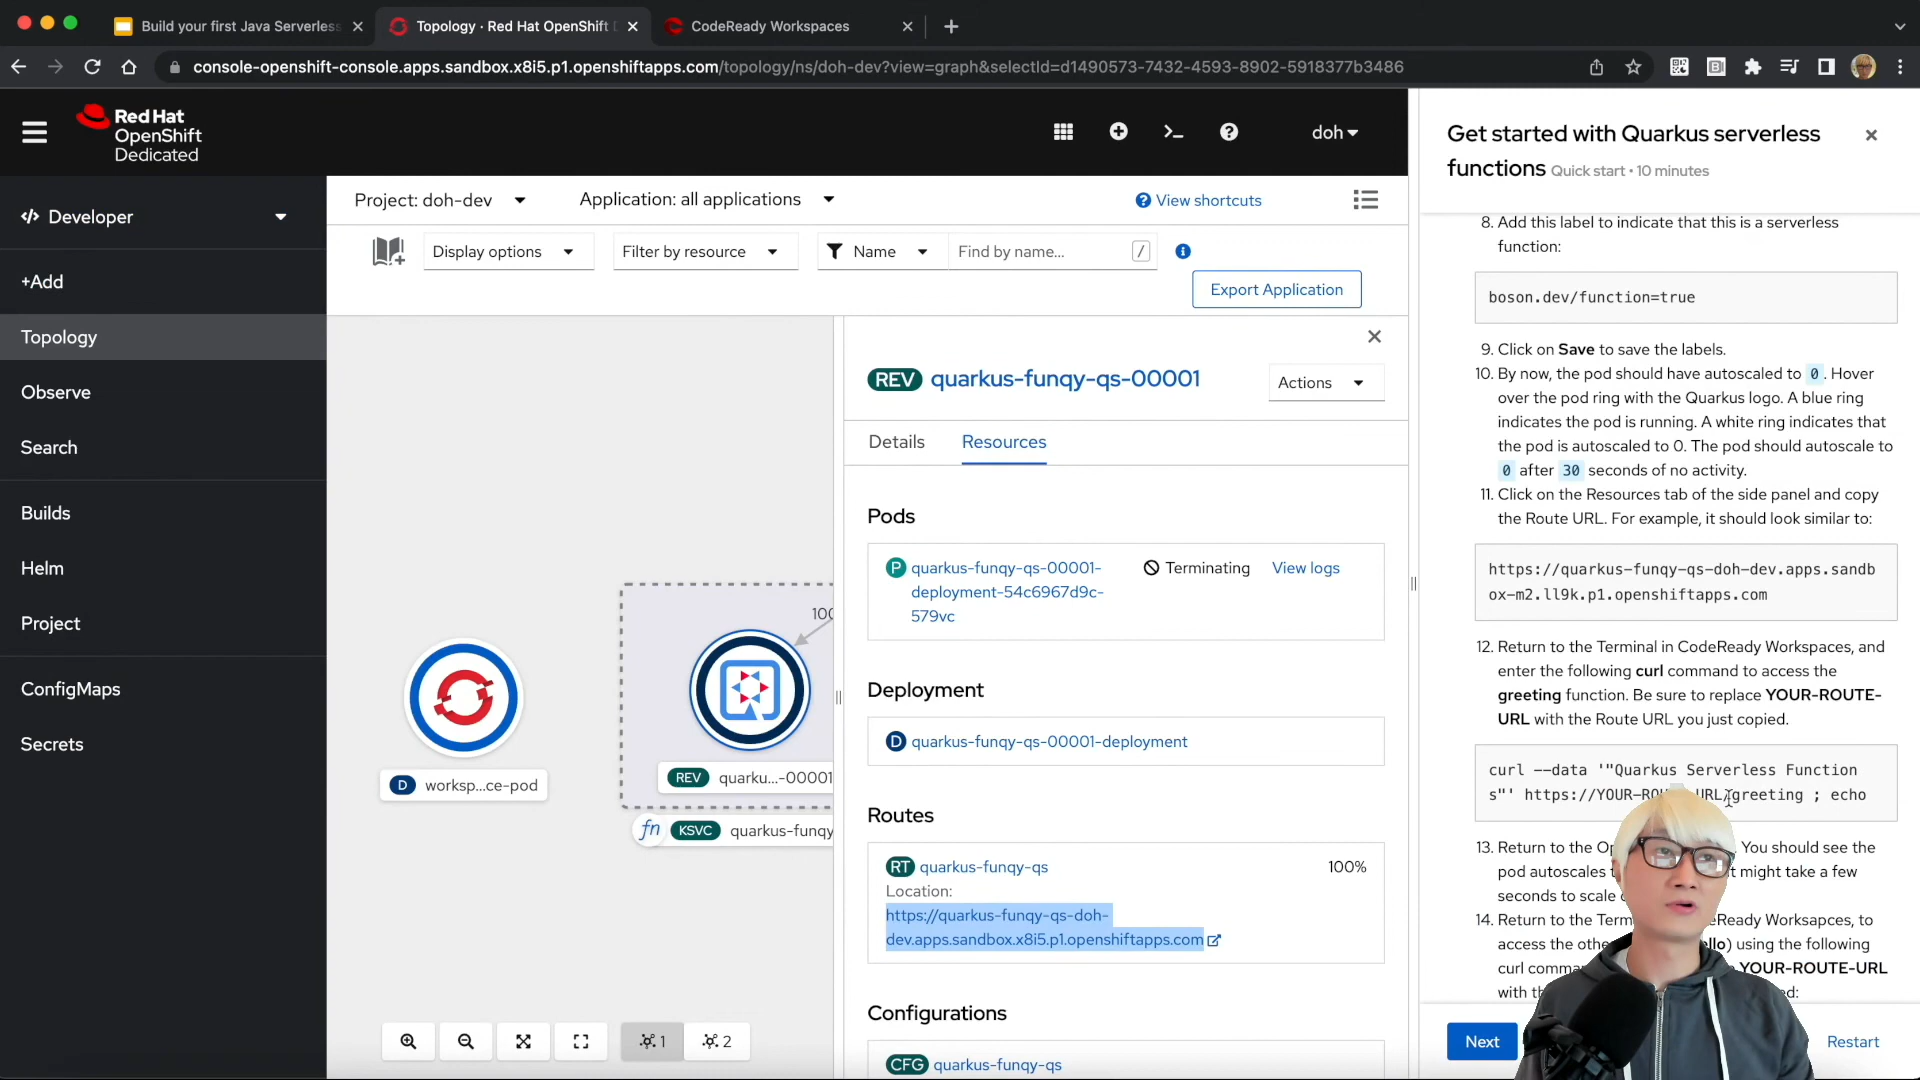 Build your first Java Serverless
Topology · Red Hat OpenShift D
CodeReady Workspaces
console-openshift-console.apps.sandbox.x8i5.p1.openshiftapps.com/topology/ns/doh-dev?view=graph&selectId=d1490573-7432-4593-8902-5918377b3486
Red Hat
OpenShift
Dedicated
doh
Developer
+Add
Topology
Observe
Search
Builds
Helm
Project
ConfigMaps
Secrets
Project: doh-dev
Application: all applications
View shortcuts
Display options
Filter by resource
Name
Find by name...
/
Export Application
D worksp...ce-pod
100
REV quarku...-00001
fn KSVC quarkus-funqy
1
2
REV quarkus-funqy-qs-00001
Actions
Details
Resources
Pods
P quarkus-funqy-qs-00001-
deployment-54c6967d9c-
579vc
Terminating
View logs
Deployment
D quarkus-funqy-qs-00001-deployment
Routes
RT quarkus-funqy-qs
100%
Location:
https://quarkus-funqy-qs-doh-
dev.apps.sandbox.x8i5.p1.openshiftapps.com
Configurations
CFG quarkus-funqy-qs
Get started with Quarkus serverless
functions Quick start • 10 minutes
8. Add this label to indicate that this is a serverless
function:
boson.dev/function=true
9. Click on Save to save the labels.
10. By now, the pod should have autoscaled to 0. Hover
over the pod ring with the Quarkus logo. A blue ring
indicates the pod is running. A white ring indicates that
the pod is autoscaled to 0. The pod should autoscale to
0 after 30 seconds of no activity.
11. Click on the Resources tab of the side panel and copy
the Route URL. For example, it should look similar to:
https://quarkus-funqy-qs-doh-dev.apps.sandb
ox-m2.ll9k.p1.openshiftapps.com
12. Return to the Terminal in CodeReady Workspaces, and
enter the following curl command to access the
greeting function. Be sure to replace YOUR-ROUTE-
URL with the Route URL you just copied.
curl --data '"Quarkus Serverless Function
s"' https://YOUR-RO URL/greeting ; echo
13. Return to the Op You should see the
pod autoscales t t might take a few
seconds to scale
14. Return to the Term eReady Worksapces, to
access the othe llo) using the following
curl comma YOUR-ROUTE-URL
with th ed:
Next
Restart